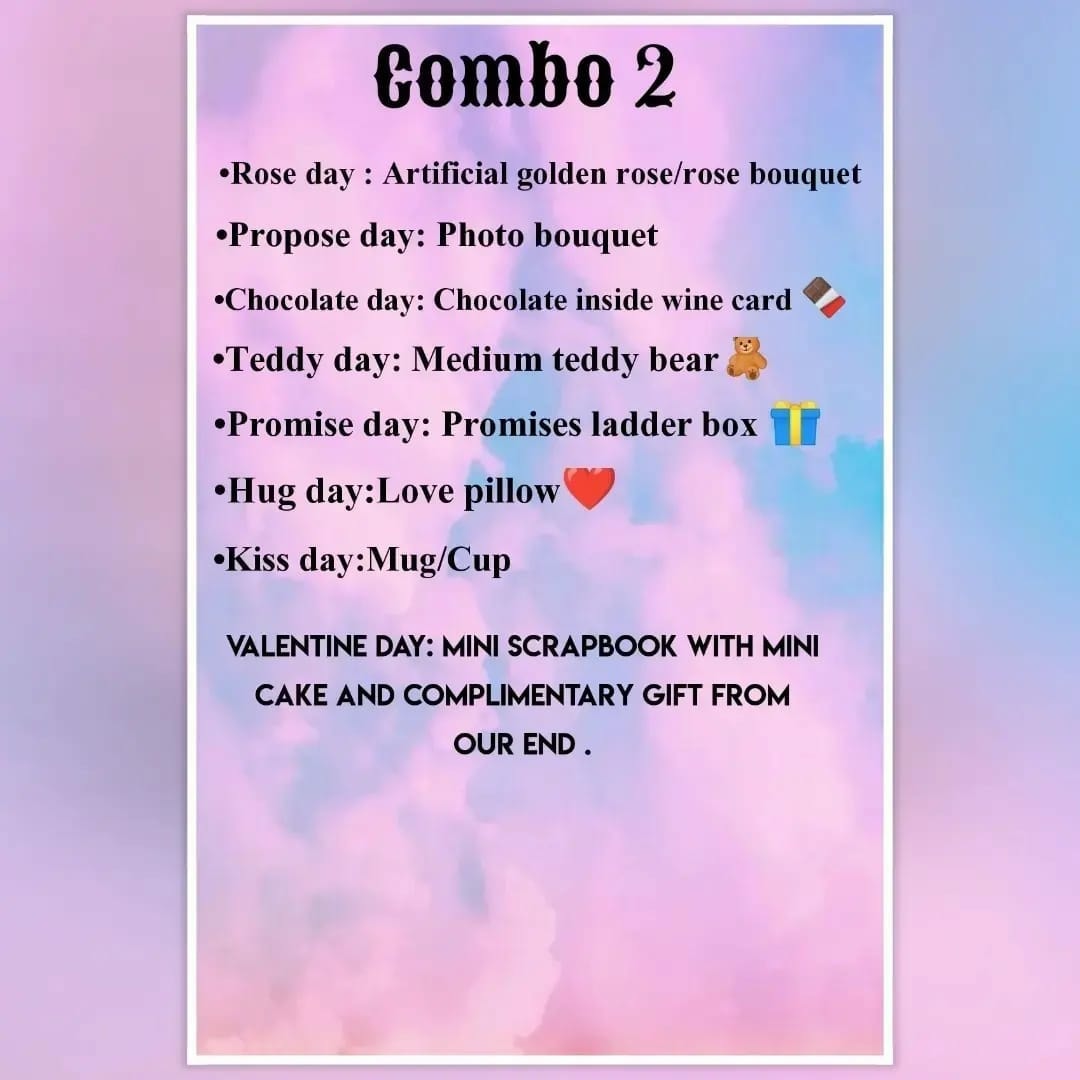 Combo 2
•Rose day : Artificial golden rose/rose bouquet
•Propose day: Photo bouquet
•Chocolate day: Chocolate inside wine card 🍫
•Teddy day: Medium teddy bear🧸
•Promise day: Promises ladder box 🎁
•Hug day:Love pillow❤️
•Kiss day:Mug/Cup
VALENTINE DAY: MINI SCRAPBOOK WITH MINI
CAKE AND COMPLIMENTARY GIFT FROM
OUR END .